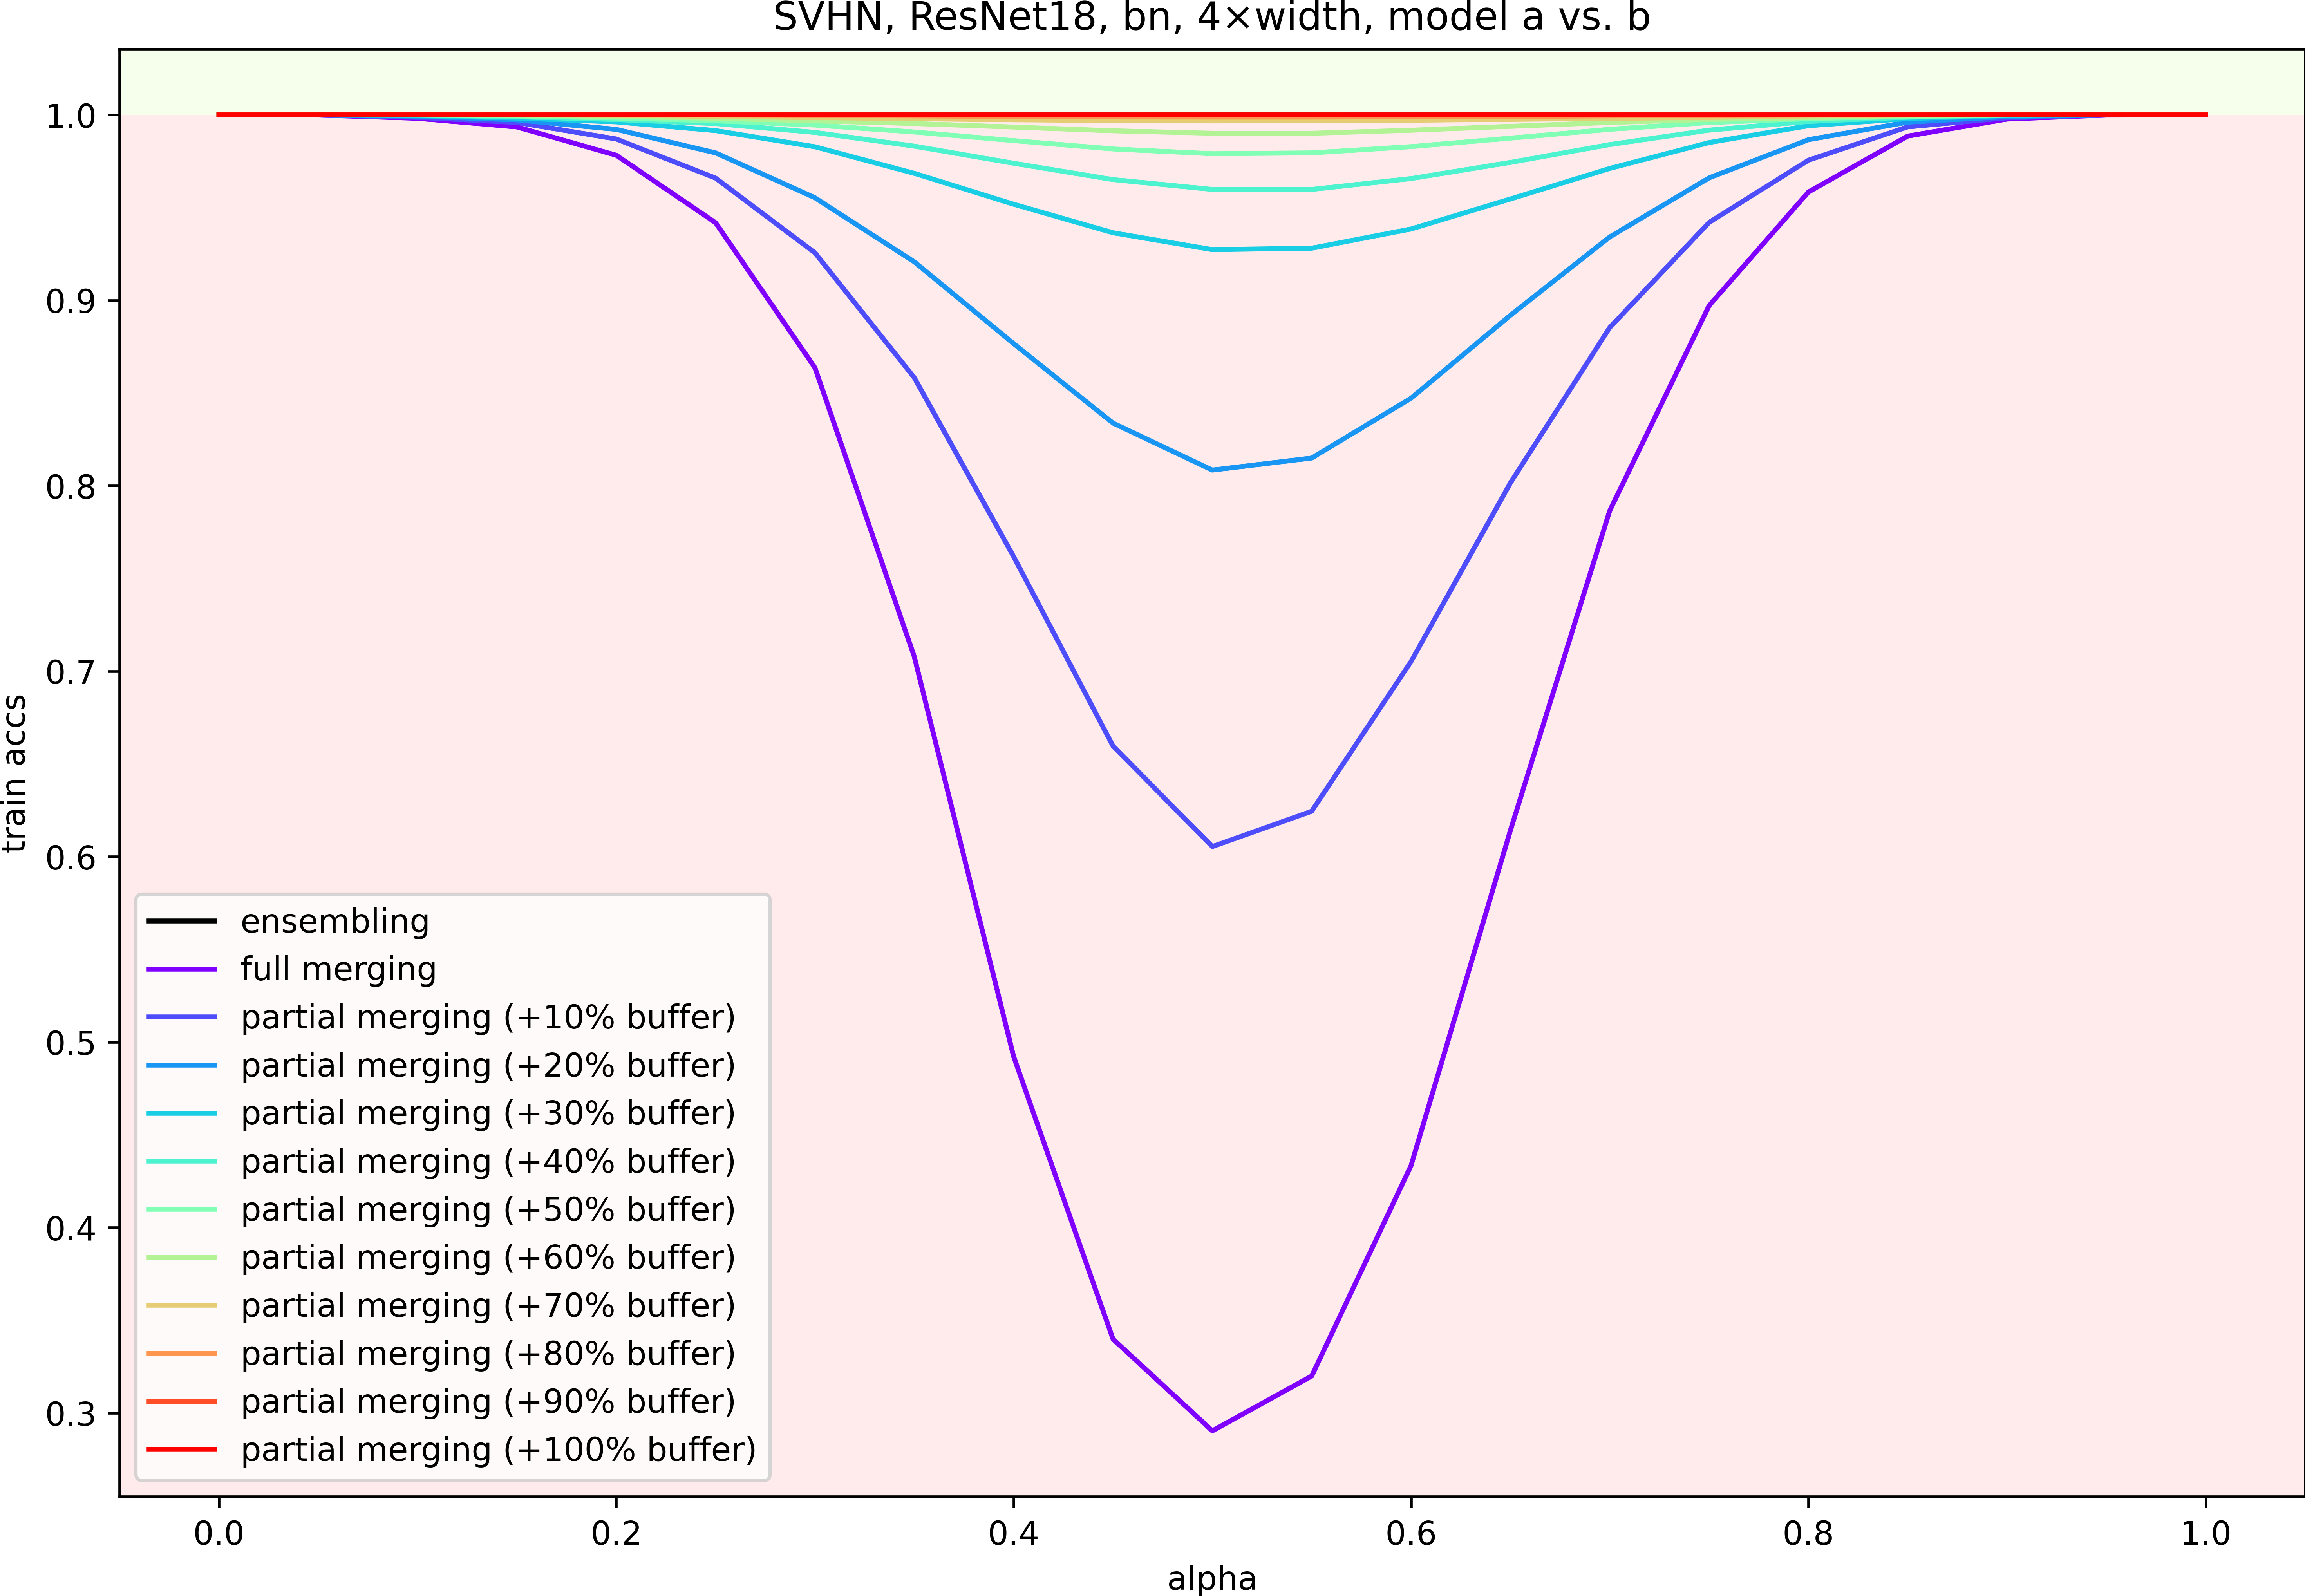 SVHN, ResNet18, bn, 4×width, model a vs. b
1.0
0.9
0.8
0.7
0.6
0.5
0.4
0.3
train accs
ensembling
full merging
partial merging (+10% buffer)
partial merging (+20% buffer)
partial merging (+30% buffer)
partial merging (+40% buffer)
partial merging (+50% buffer)
partial merging (+60% buffer)
partial merging (+70% buffer)
partial merging (+80% buffer)
partial merging (+90% buffer)
partial merging (+100% buffer)
0.0 0.2 0.4 0.6 0.8 1.0
alpha